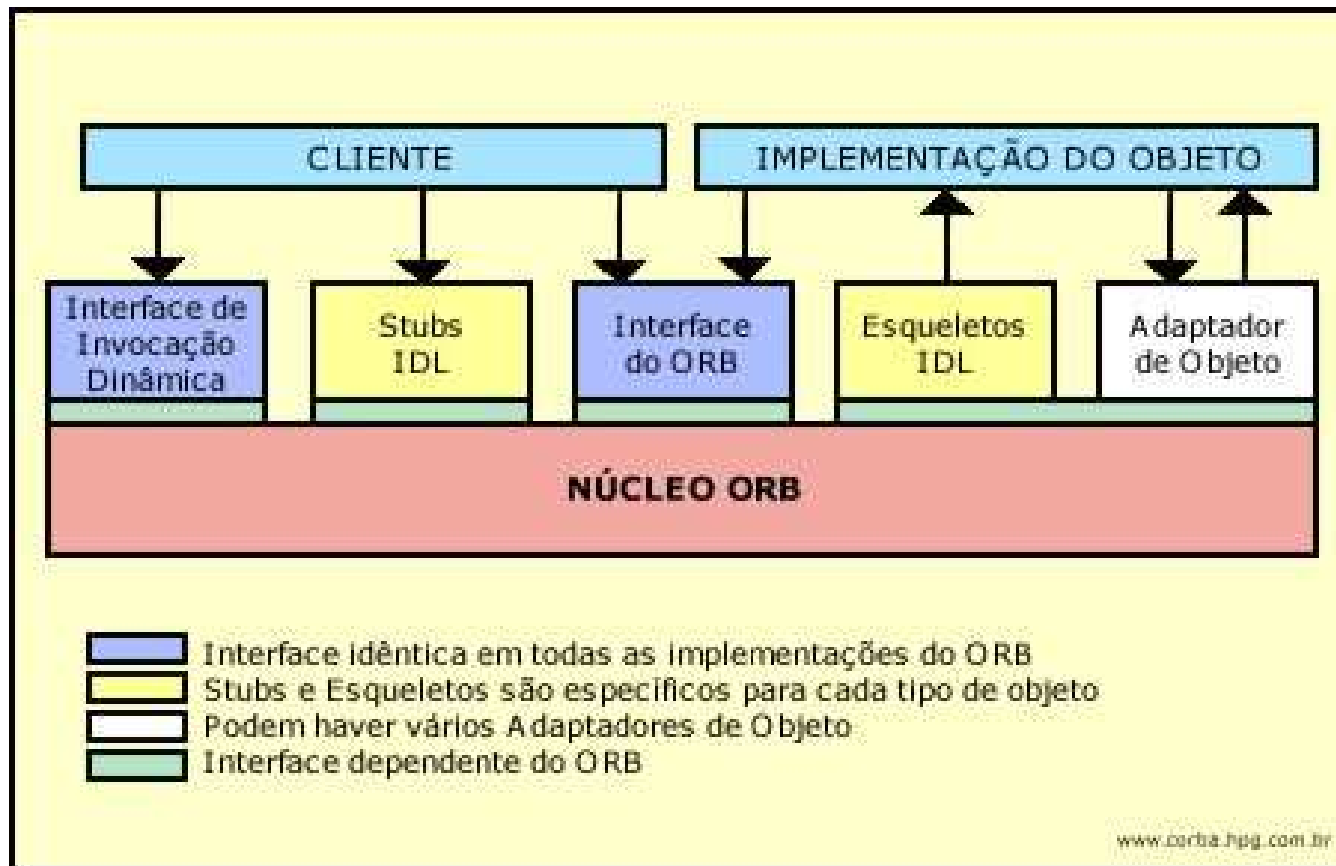 CLIENTE
IMPLEMENTAÇÃO DO OBJETO
Interface de
Invocação
Dinâmica
Stubs
IDL
Interface
do ORB
Esqueletos
IDL
Adaptador
de Objeto
NÚCLEO ORB
Interface idêntica em todas as implementações do ORB
Stubs e Esqueletos são específicos para cada tipo de objeto
Podem haver vários Adaptadores de Objeto
Interface dependente do ORB
www.corba.hpg.com.br